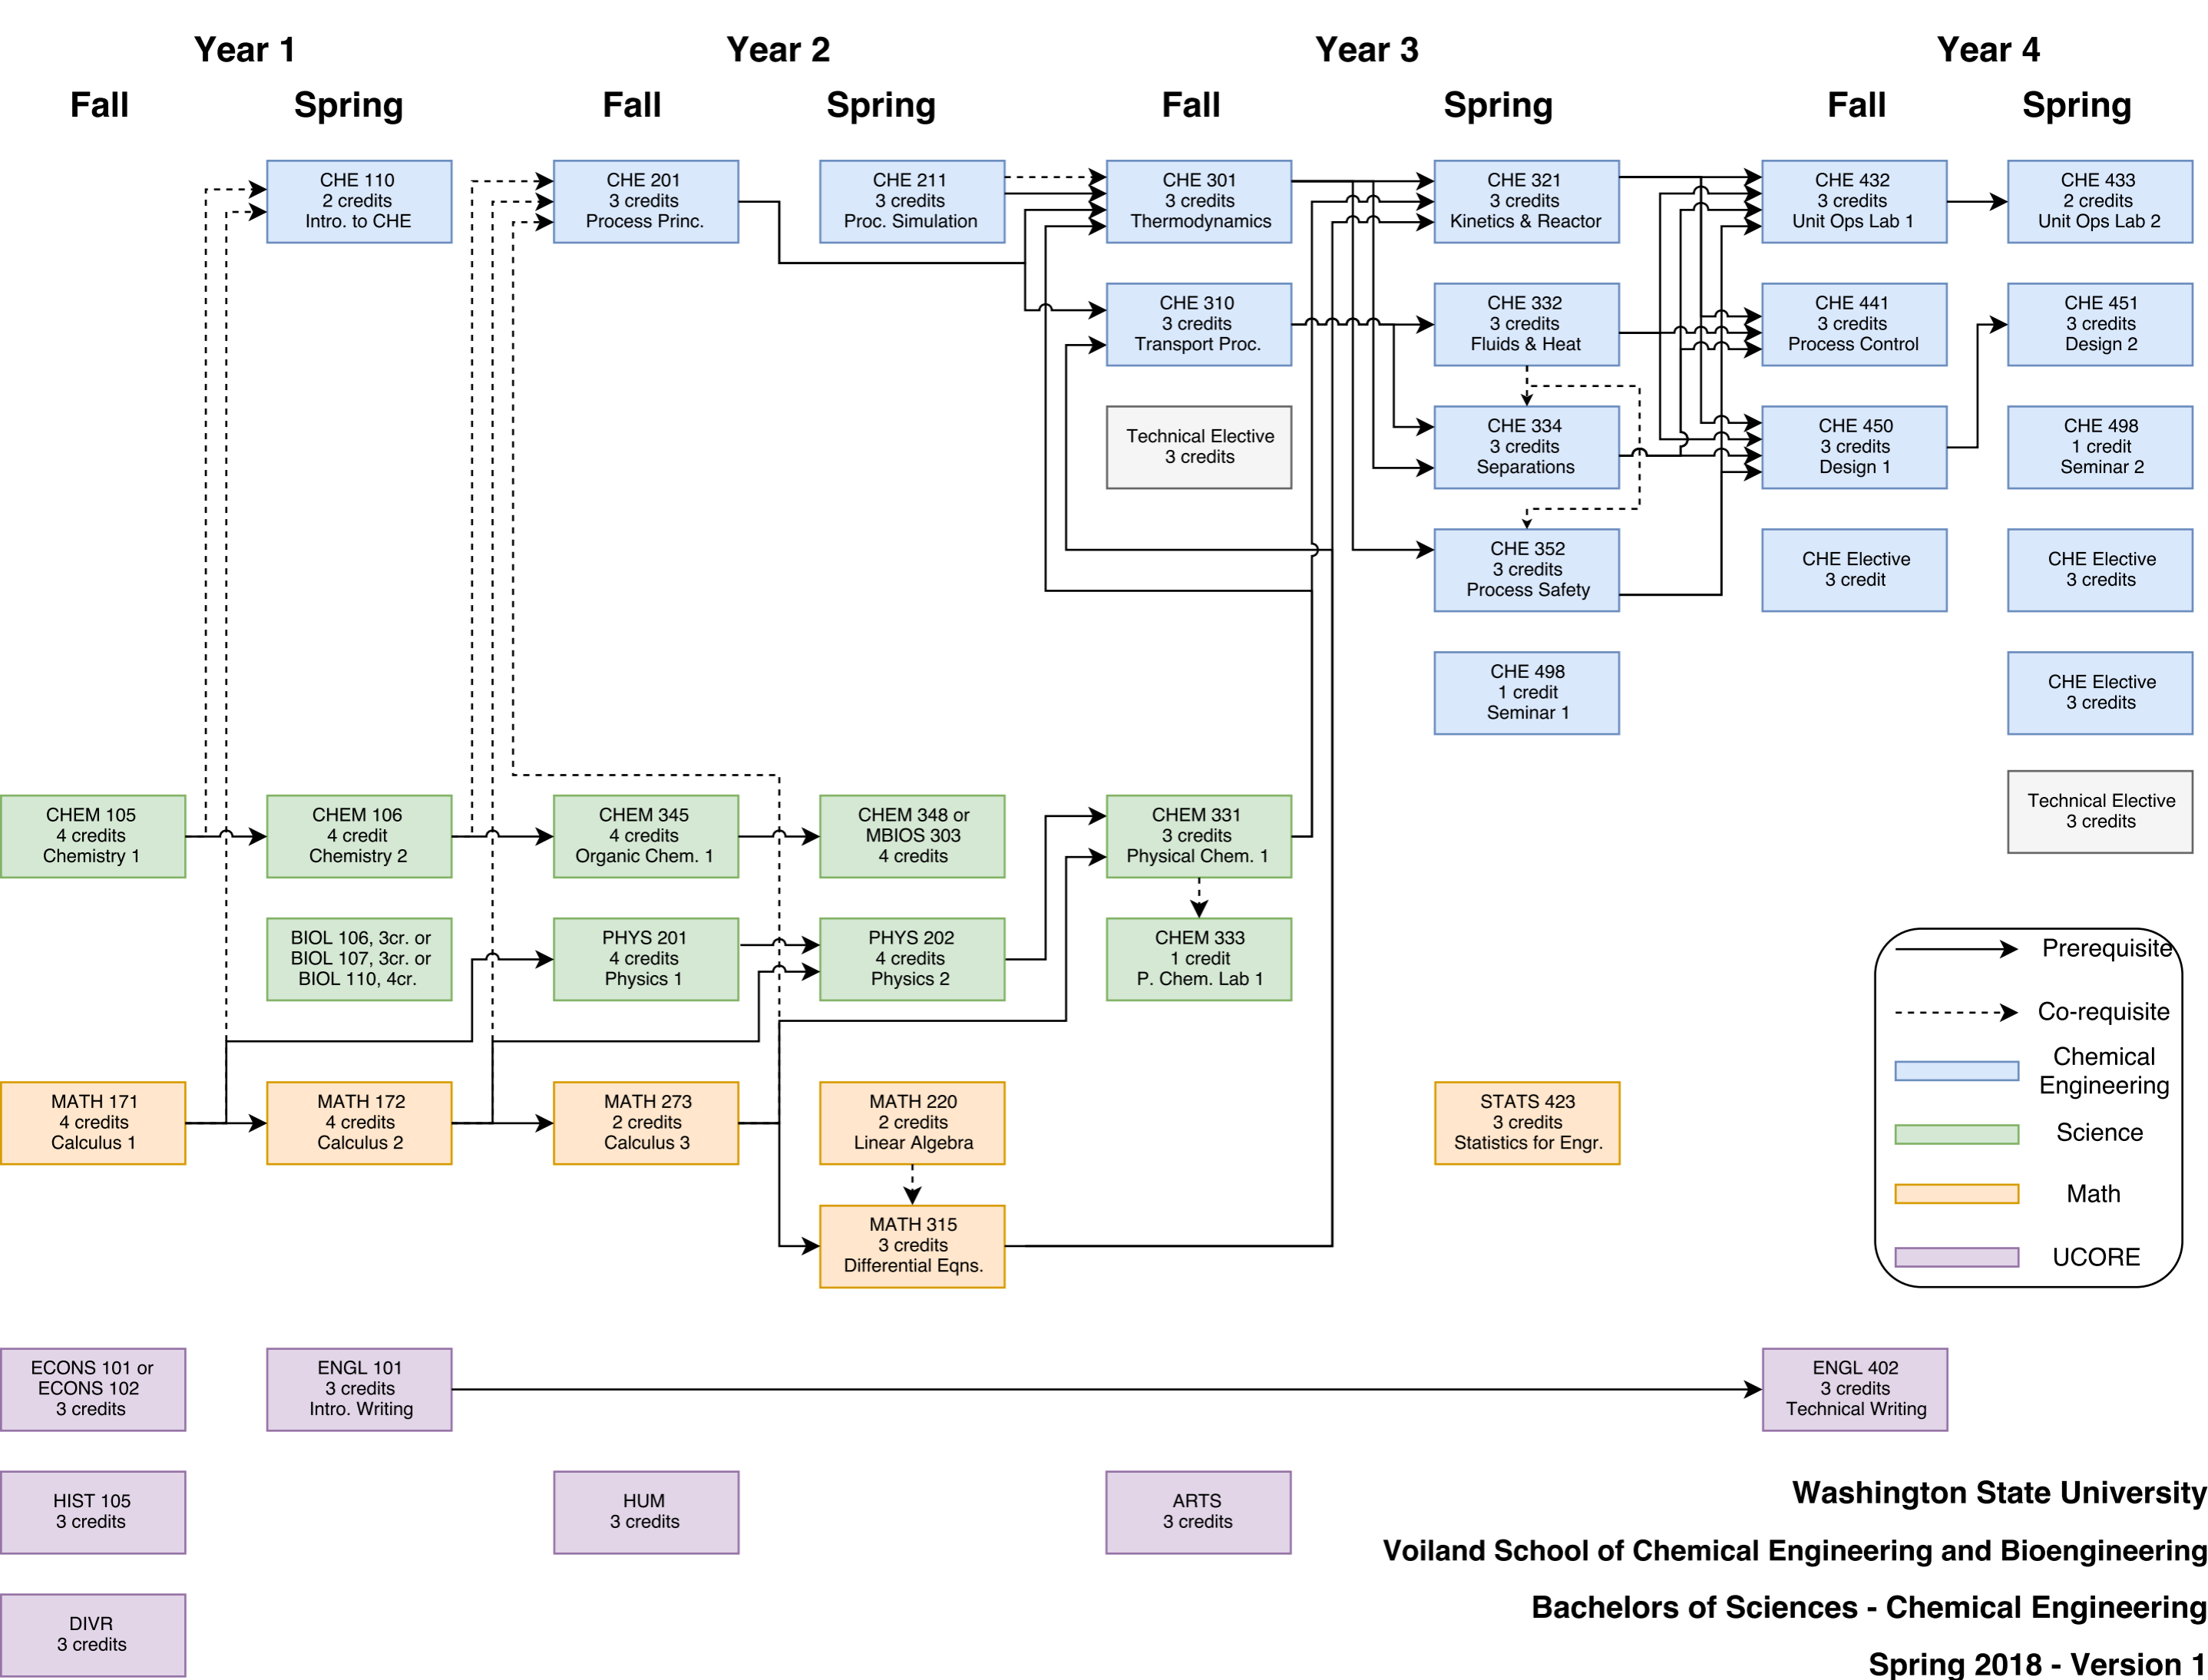 Year 1
Year 2
Year 3
Year 4
Fall
Spring
Fall
Spring
Fall
Spring
Fall
Spring
CHE 110
2 credits
Intro. to CHE
CHE 201
3 credits
Process Princ.
CHE 211
3 credits
Proc. Simulation
CHE 301
3 credits
Thermodynamics
CHE 321
3 credits
Kinetics & Reactor
CHE 432
3 credits
Unit Ops Lab 1
CHE 433
2 credits
Unit Ops Lab 2
CHE 310
3 credits
Transport Proc.
CHE 332
3 credits
Fluids & Heat
CHE 441
3 credits
Process Control
CHE 451
3 credits
Design 2
Technical Elective
3 credits
CHE 334
3 credits
Separations
CHE 450
3 credits
Design 1
CHE 498
1 credit
Seminar 2
CHE 352
3 credits
Process Safety
CHE Elective
3 credit
CHE Elective
3 credits
CHE 498
1 credit
Seminar 1
CHE Elective
3 credits
CHEM 105
4 credits
Chemistry 1
CHEM 106
4 credit
Chemistry 2
CHEM 345
4 credits
Organic Chem. 1
CHEM 348 or
MBIOS 303
4 credits
CHEM 331
3 credits
Physical Chem. 1
Technical Elective
3 credits
BIOL 106, 3cr. or
BIOL 107, 3cr. or
BIOL 110, 4cr.
PHYS 201
4 credits
Physics 1
PHYS 202
4 credits
Physics 2
CHEM 333
1 credit
P. Chem. Lab 1
Prerequisite
Co-requisite
Chemical
Engineering
Science
Math
UCORE
MATH 171
4 credits
Calculus 1
MATH 172
4 credits
Calculus 2
MATH 273
2 credits
Calculus 3
MATH 220
2 credits
Linear Algebra
STATS 423
3 credits
Statistics for Engr.
MATH 315
3 credits
Differential Eqns.
ECONS 101 or
ECONS 102
3 credits
ENGL 101
3 credits
Intro. Writing
ENGL 402
3 credits
Technical Writing
HIST 105
3 credits
HUM
3 credits
ARTS
3 credits
DIVR
3 credits
Washington State University
Voiland School of Chemical Engineering and Bioengineering
Bachelors of Sciences - Chemical Engineering
Spring 2018 - Version 1